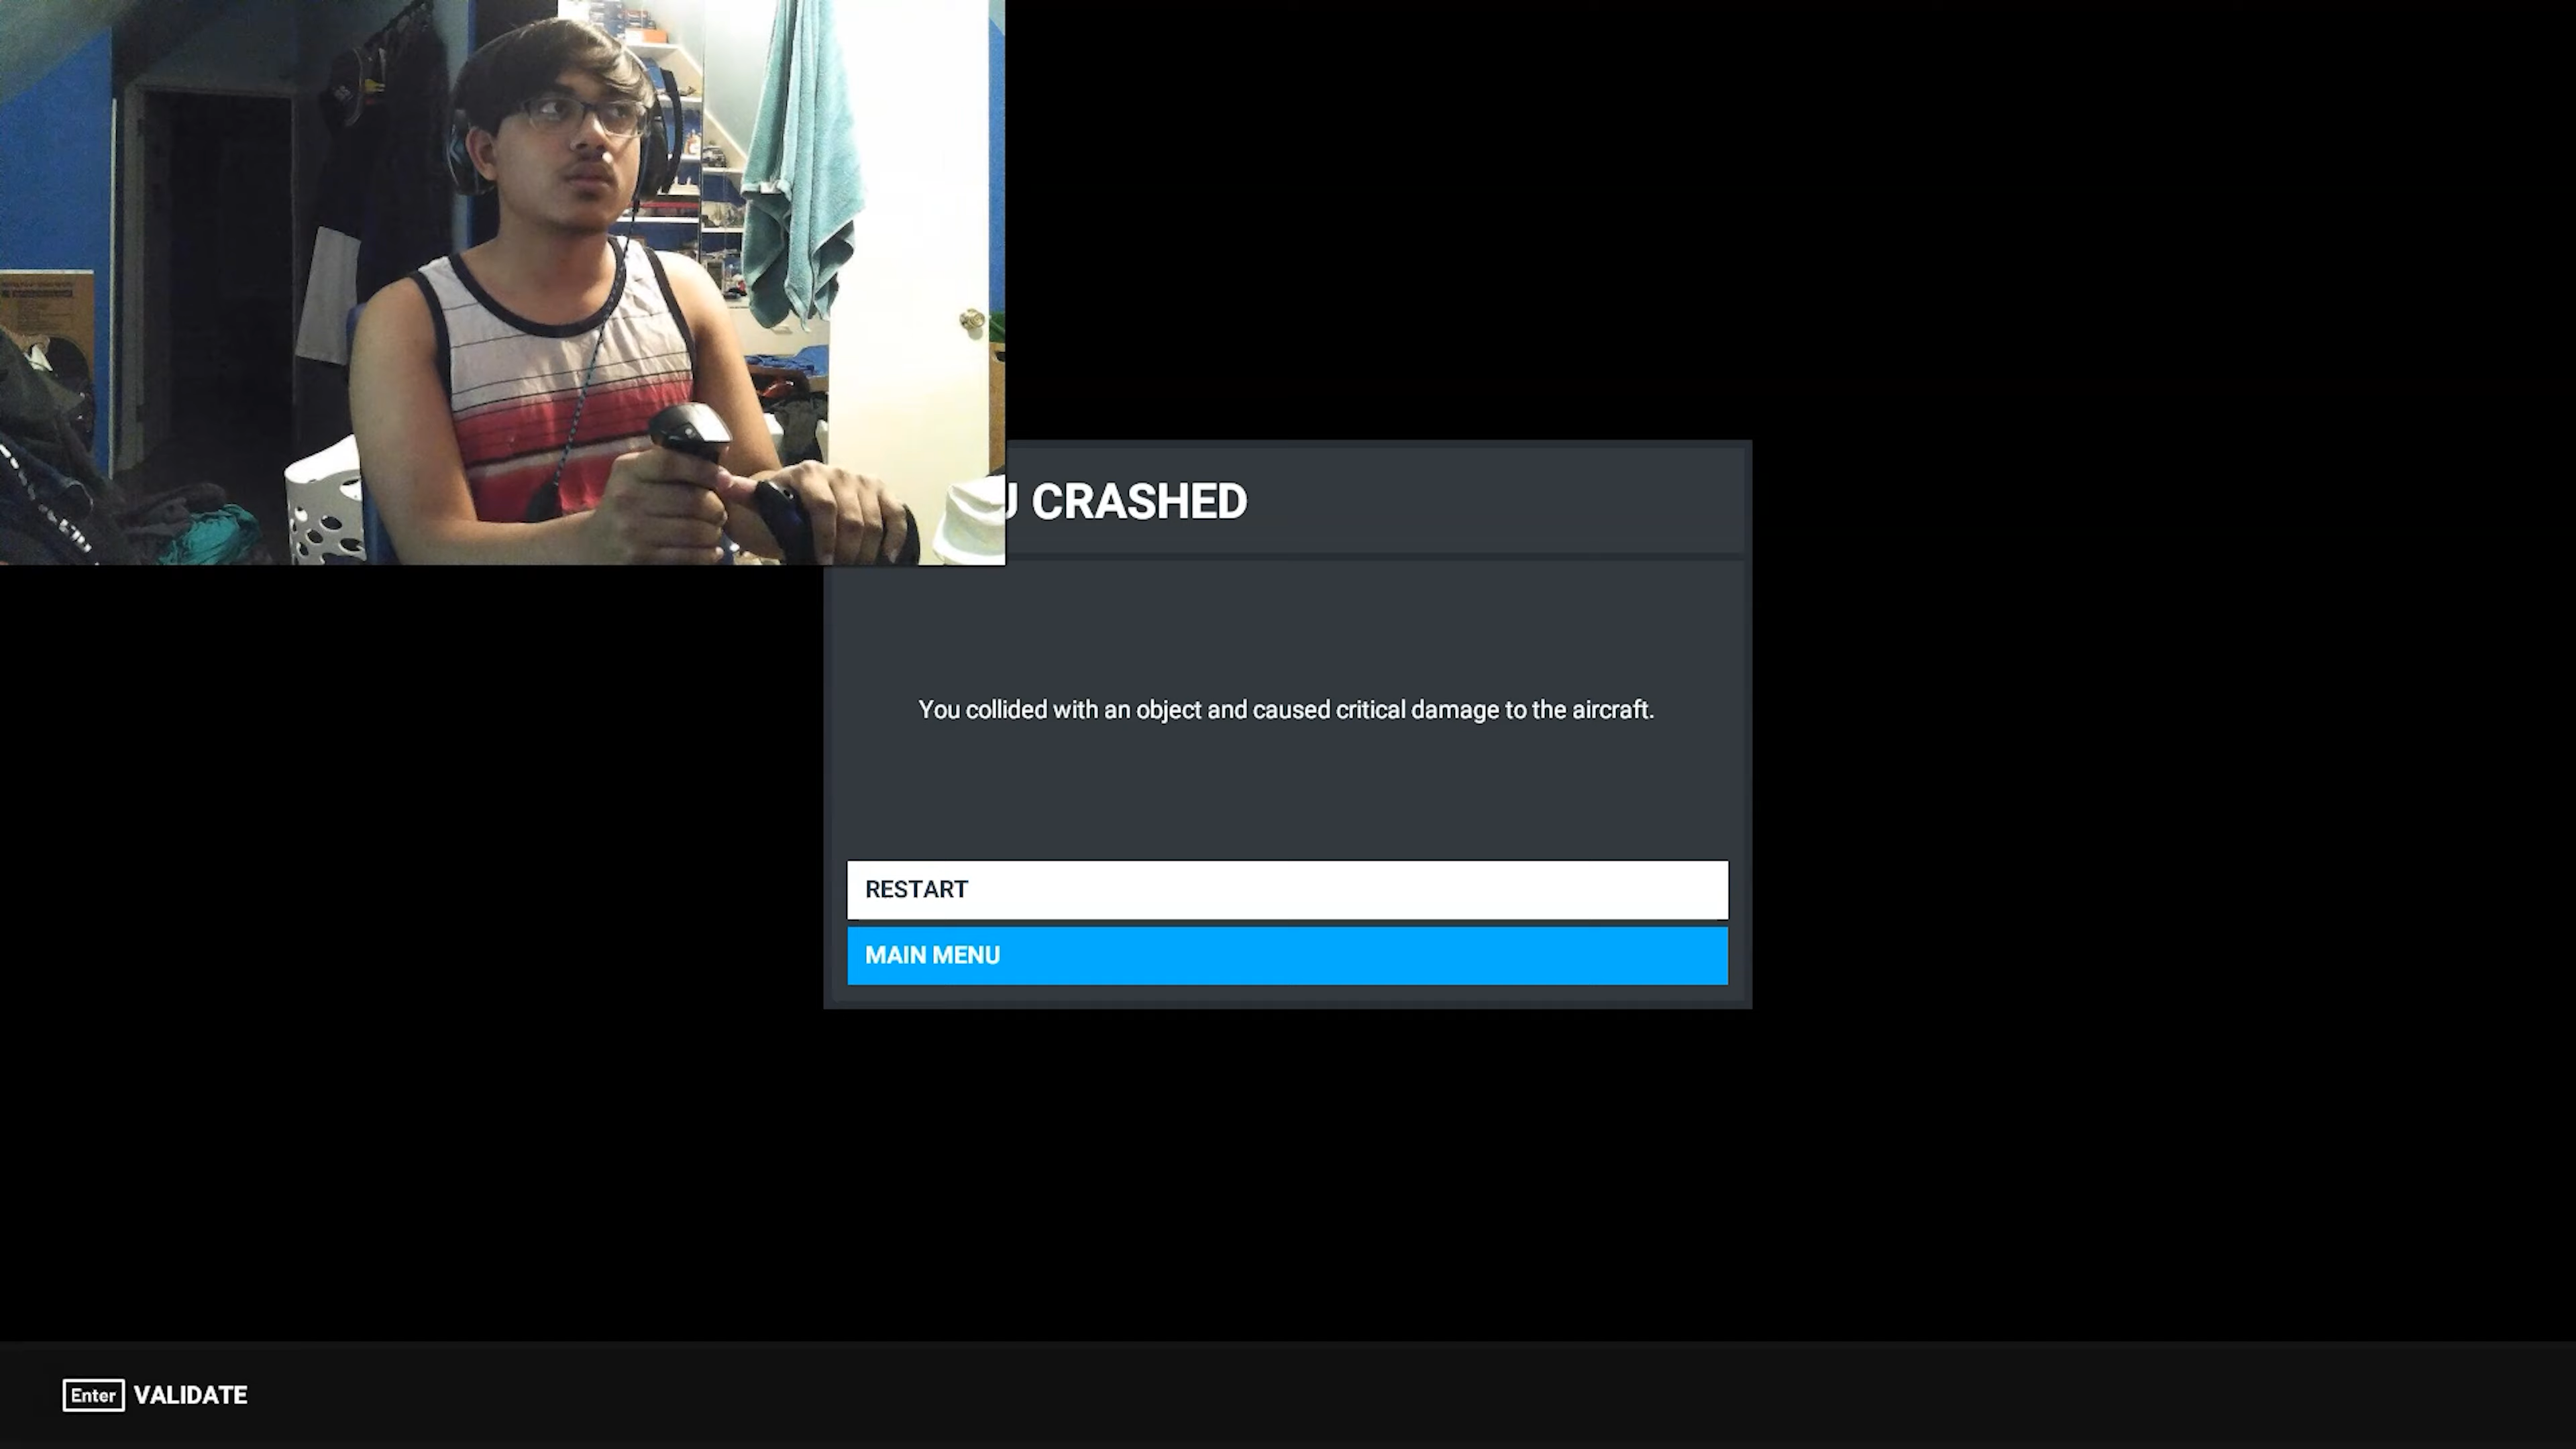 U CRASHED
You collided with an object and caused critical damage to the aircraft.
RESTART
MAIN MENU
Enter VALIDATE